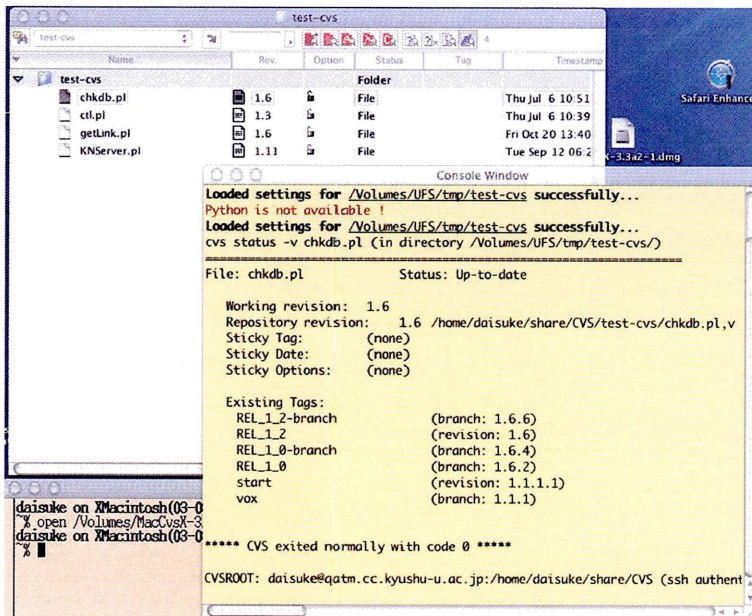 test-cvs
test-cvs
4
Name Rev. Option Status Tag Timestamp
test-cvs Folder
chkdb.pl 1.6 File Thu Jul 6 10:51
ctl.pl 1.3 File Thu Jul 6 10:39
getLink.pl 1.6 File Fri Oct 20 13:40
KNServer.pl 1.11 File Tue Sep 12 06:2
Safari Enhance
X-3.3a2-1.dmg
Console Window
Loaded settings for /Volumes/UFS/tmp/test-cvs successfully...
Python is not available !
Loaded settings for /Volumes/UFS/tmp/test-cvs successfully...
cvs status -v chkdb.pl (in directory /Volumes/UFS/tmp/test-cvs/)
===================================================================
File: chkdb.pl Status: Up-to-date
Working revision: 1.6
Repository revision: 1.6 /home/daisuke/share/CVS/test-cvs/chkdb.pl,v
Sticky Tag: (none)
Sticky Date: (none)
Sticky Options: (none)
Existing Tags:
REL_1_2-branch (branch: 1.6.6)
REL_1_2 (revision: 1.6)
REL_1_0-branch (branch: 1.6.4)
REL_1_0 (branch: 1.6.2)
start (revision: 1.1.1.1)
vox (branch: 1.1.1)
***** CVS exited normally with code 0 *****
CVSROOT: daisuke@qatm.cc.kyushu-u.ac.jp:/home/daisuke/share/CVS (ssh authent
daisuke on XMacintosh(03-0
~% open /Volumes/MacCvsX-3
daisuke on XMacintosh(03-0
~%